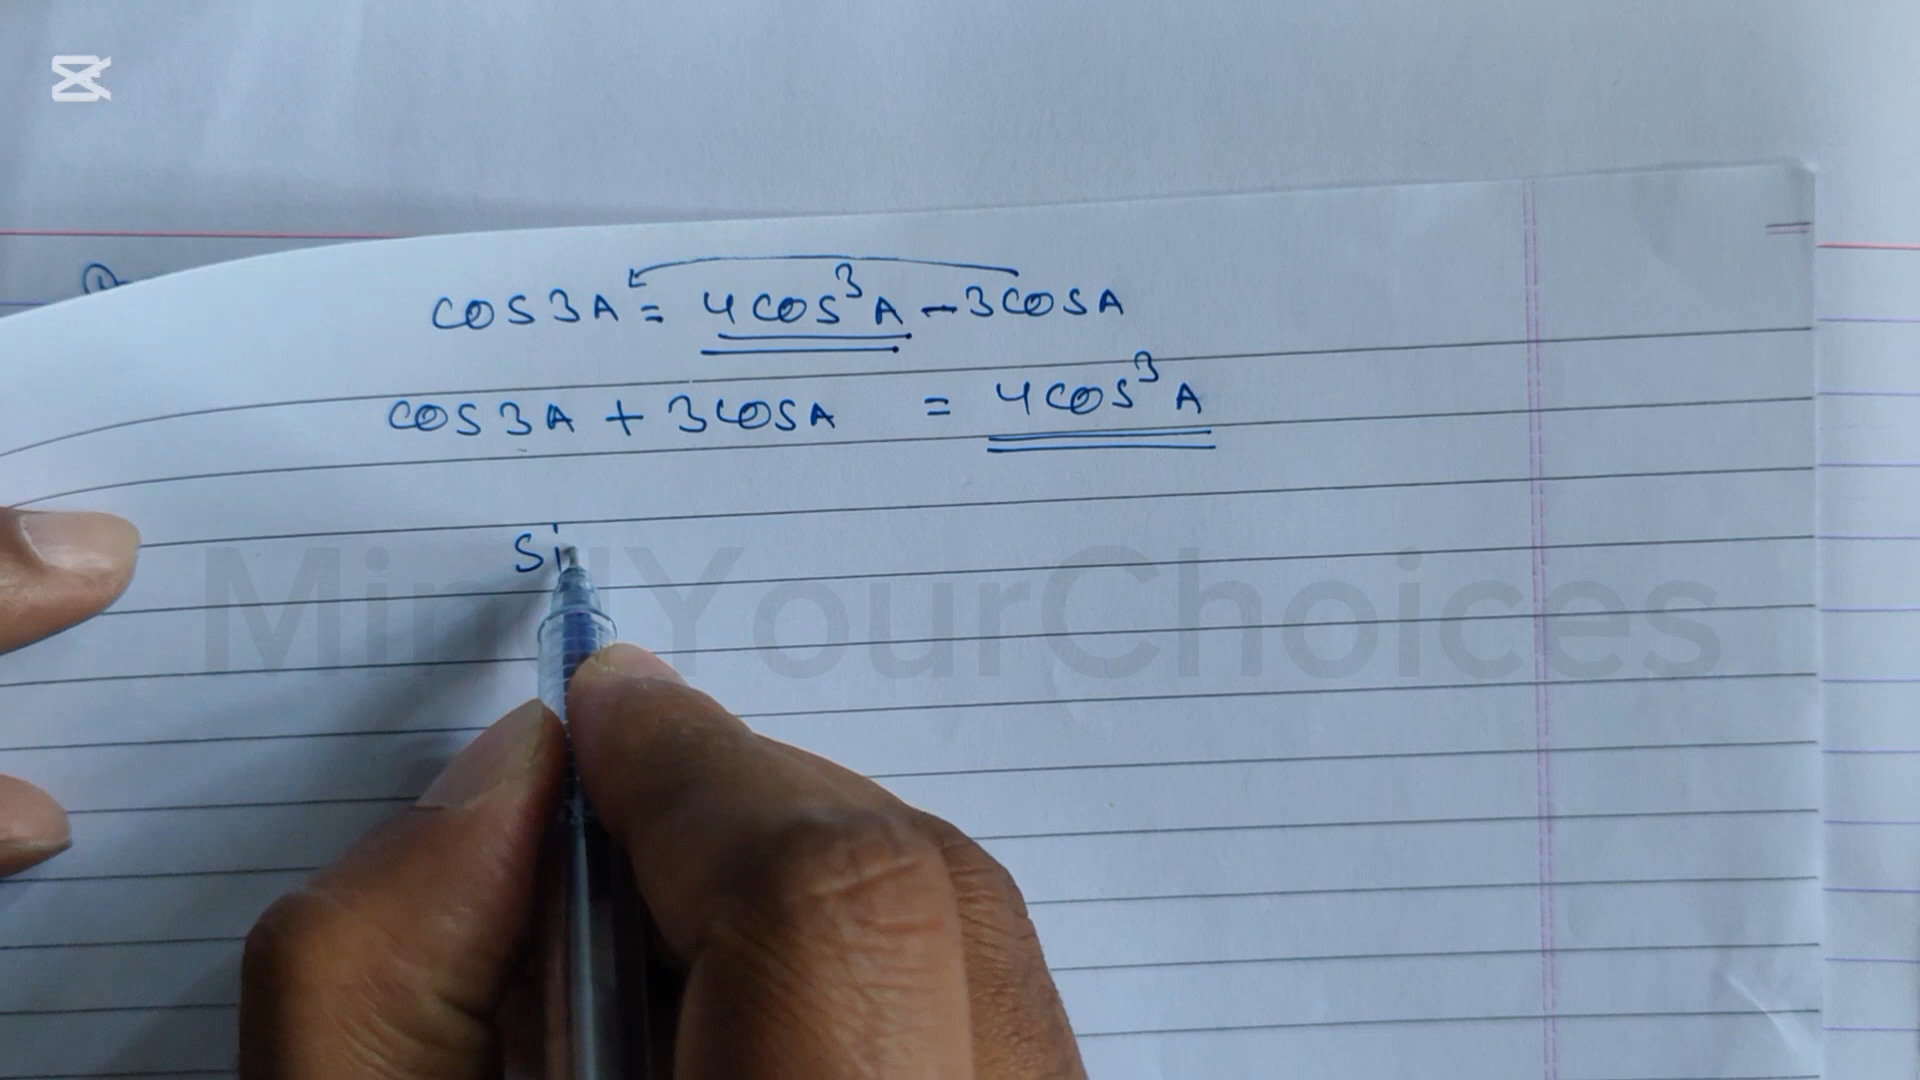 cos3A = 4cos³A - 3cosA
cos3A + 3cosA = 4cos³A
Si
MindYourChoices